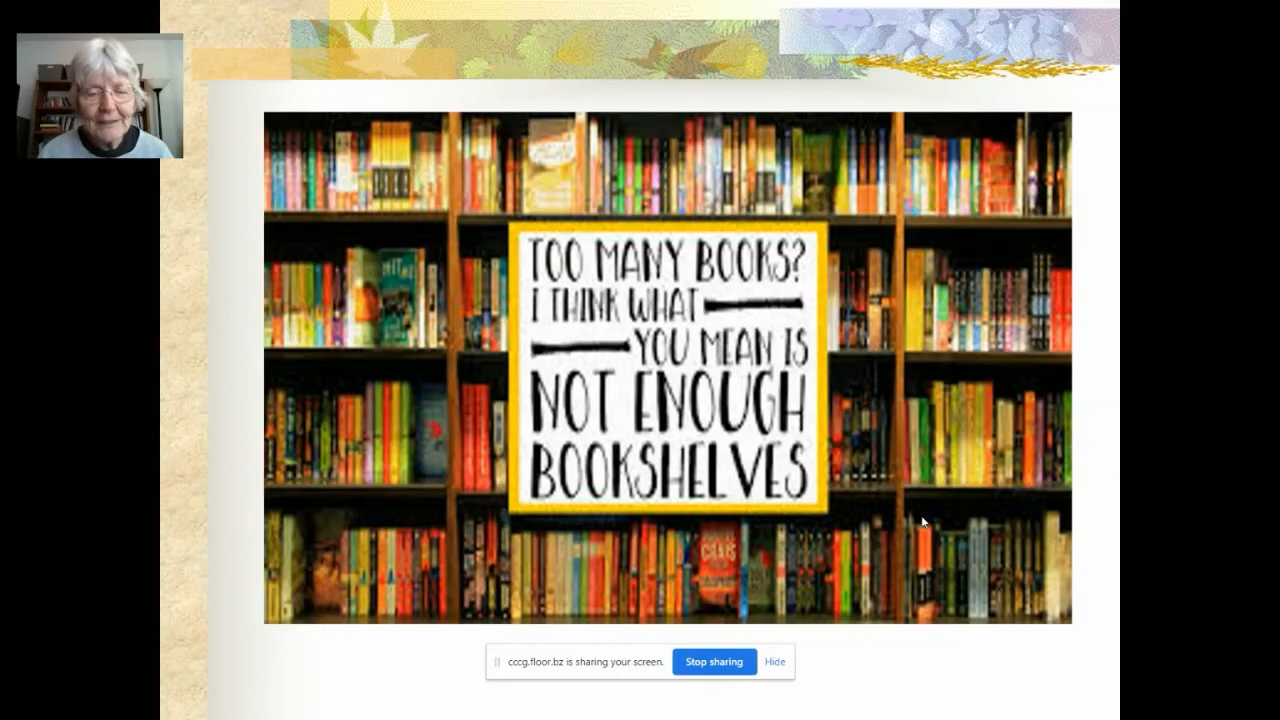 TOO MANY BOOKS?
I THINK WHAT
YOU MEAN IS
NOT ENOUGH
BOOKSHELVES
cccg.floor.bz is sharing your screen.
Stop sharing
Hide